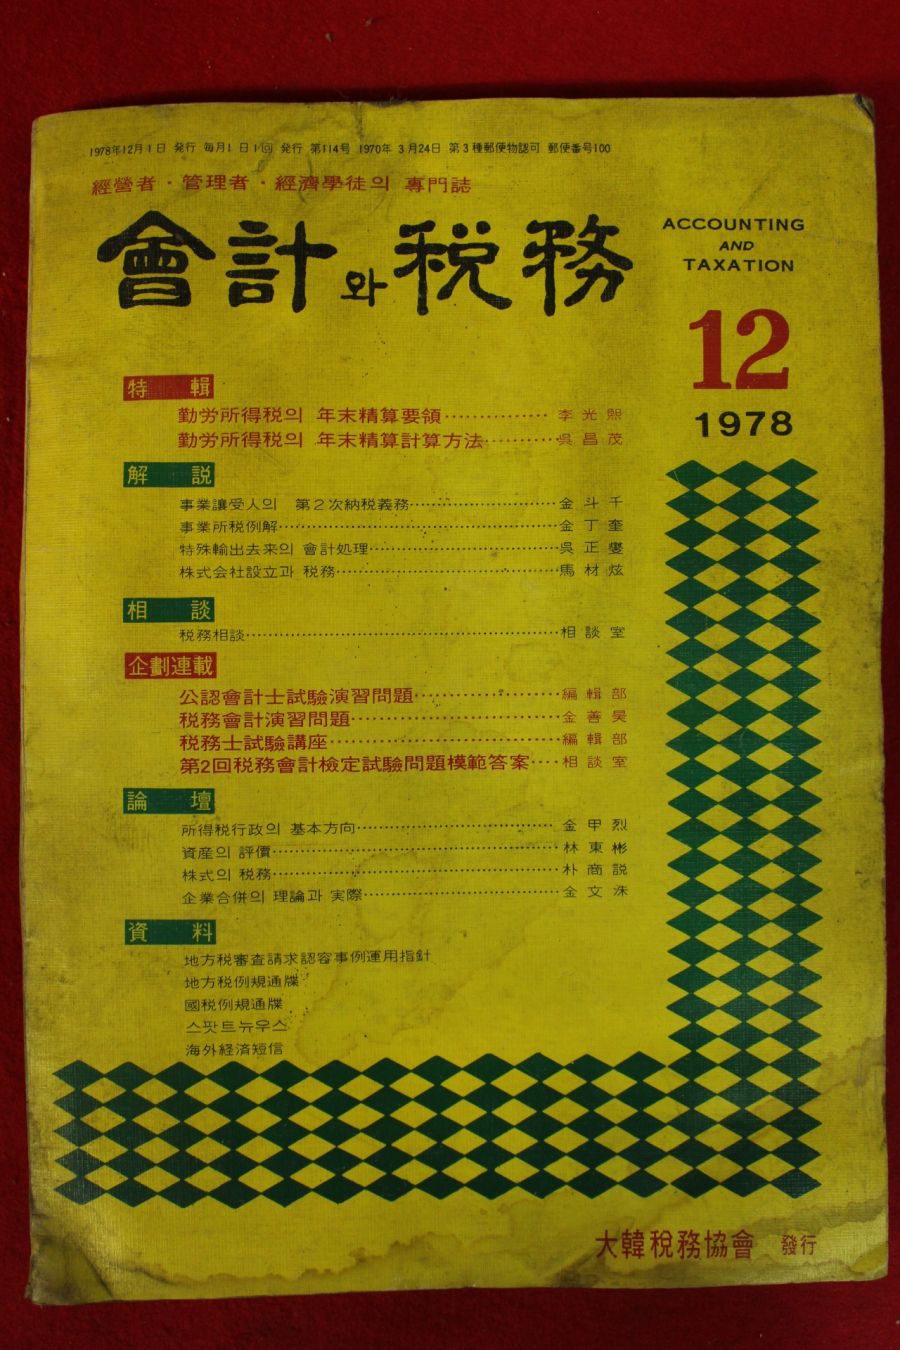 1978年12月1日 発行 毎月1日1回 発行 第114号 1970年 3月24日 第3種郵便物認可 郵便番号100
經營者·管理者·經濟學徒의 專門誌
會計와 税務
ACCOUNTING
AND
TAXATION
12
1978
特輯
勤労所得税의 年末精算要領 李光熙
勤労所得税의 年末精算計算方法 吳昌茂
解説
事業讓受人의 第2次納税義務 金斗千
事業所税例解 金丁奎
特殊輸出去来의 會計処理 吳正燮
株式会社設立과 税務 馬材炫
相談
税務相談 相談室
企劃連載
公認會計士試驗演習問題 編輯部
税務會計演習問題 金善昊
税務士試驗講座 編輯部
第2回税務會計檢定試驗問題模範答案 相談室
論壇
所得税行政의 基本方向 金甲烈
資産의 評價 林東彬
株式의 税務 朴商説
企業合併의 理論과 実際 金文洙
資料
地方税審査請求認容事例運用指針
地方税例規通牒
國税例規通牒
스팟트뉴우스
海外経済短信
大韓税務協會 發行